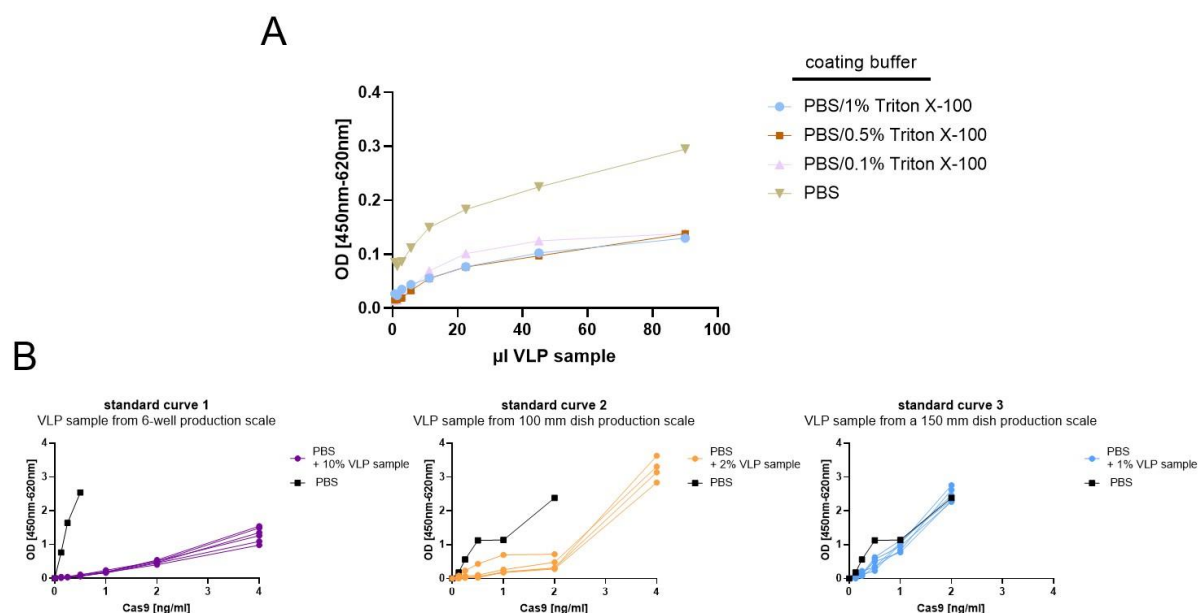 A
coating buffer
PBS/1% Triton X-100
PBS/0.5% Triton X-100
PBS/0.1% Triton X-100
PBS
OD [450nm-620nm]
0.4
0.3
0.2
0.1
0.0
0 20 40 60 80 100
µl VLP sample
B
standard curve 1
VLP sample from 6-well production scale
OD [450nm-620nm]
4
3
2
1
0
0 1 2 3 4
Cas9 [ng/ml]
PBS
+ 10% VLP sample
PBS
standard curve 2
VLP sample from 100 mm dish production scale
OD [450nm-620nm]
4
3
2
1
0
0 1 2 3 4
Cas9 [ng/ml]
PBS
+ 2% VLP sample
PBS
standard curve 3
VLP sample from a 150 mm dish production scale
OD [450nm-620nm]
4
3
2
1
0
0 1 2 3 4
Cas9 [ng/ml]
PBS
+ 1% VLP sample
PBS